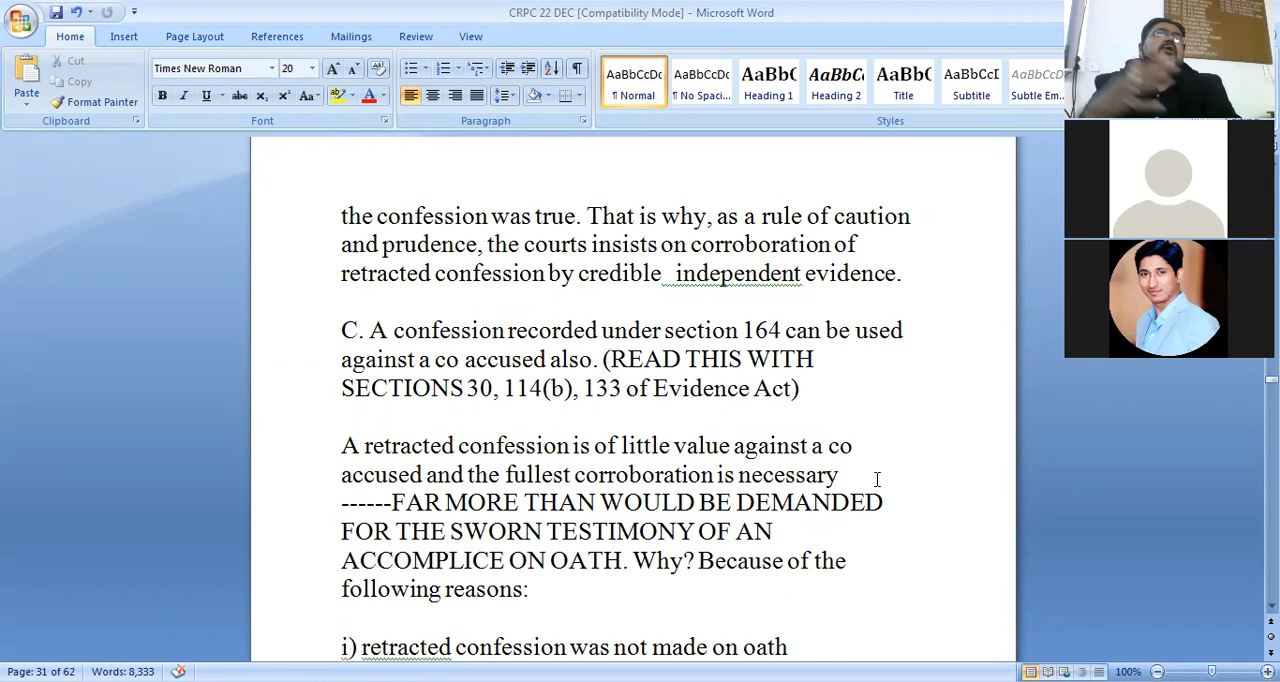 CRPC 22 DEC [Compatibility Mode] - Microsoft Word
Home Insert Page Layout References Mailings Review View
Paste
Cut
Copy
Format Painter
Clipboard
Times New Roman 20
Font
Paragraph
AaBbCcDc AaBbCcDc AaBbC AaBbCc AaBbCc AaBbCcI AaBbCcDc
¶ Normal ¶ No Spaci... Heading 1 Heading 2 Title Subtitle Subtle Em...
Styles
the confession was true. That is why, as a rule of caution
and prudence, the courts insists on corroboration of
retracted confession by credible independent evidence.
C. A confession recorded under section 164 can be used
against a co accused also. (READ THIS WITH
SECTIONS 30, 114(b), 133 of Evidence Act)
A retracted confession is of little value against a co
accused and the fullest corroboration is necessary
------FAR MORE THAN WOULD BE DEMANDED
FOR THE SWORN TESTIMONY OF AN
ACCOMPLICE ON OATH. Why? Because of the
following reasons:
i) retracted confession was not made on oath
Page: 31 of 62 Words: 8,333 100%